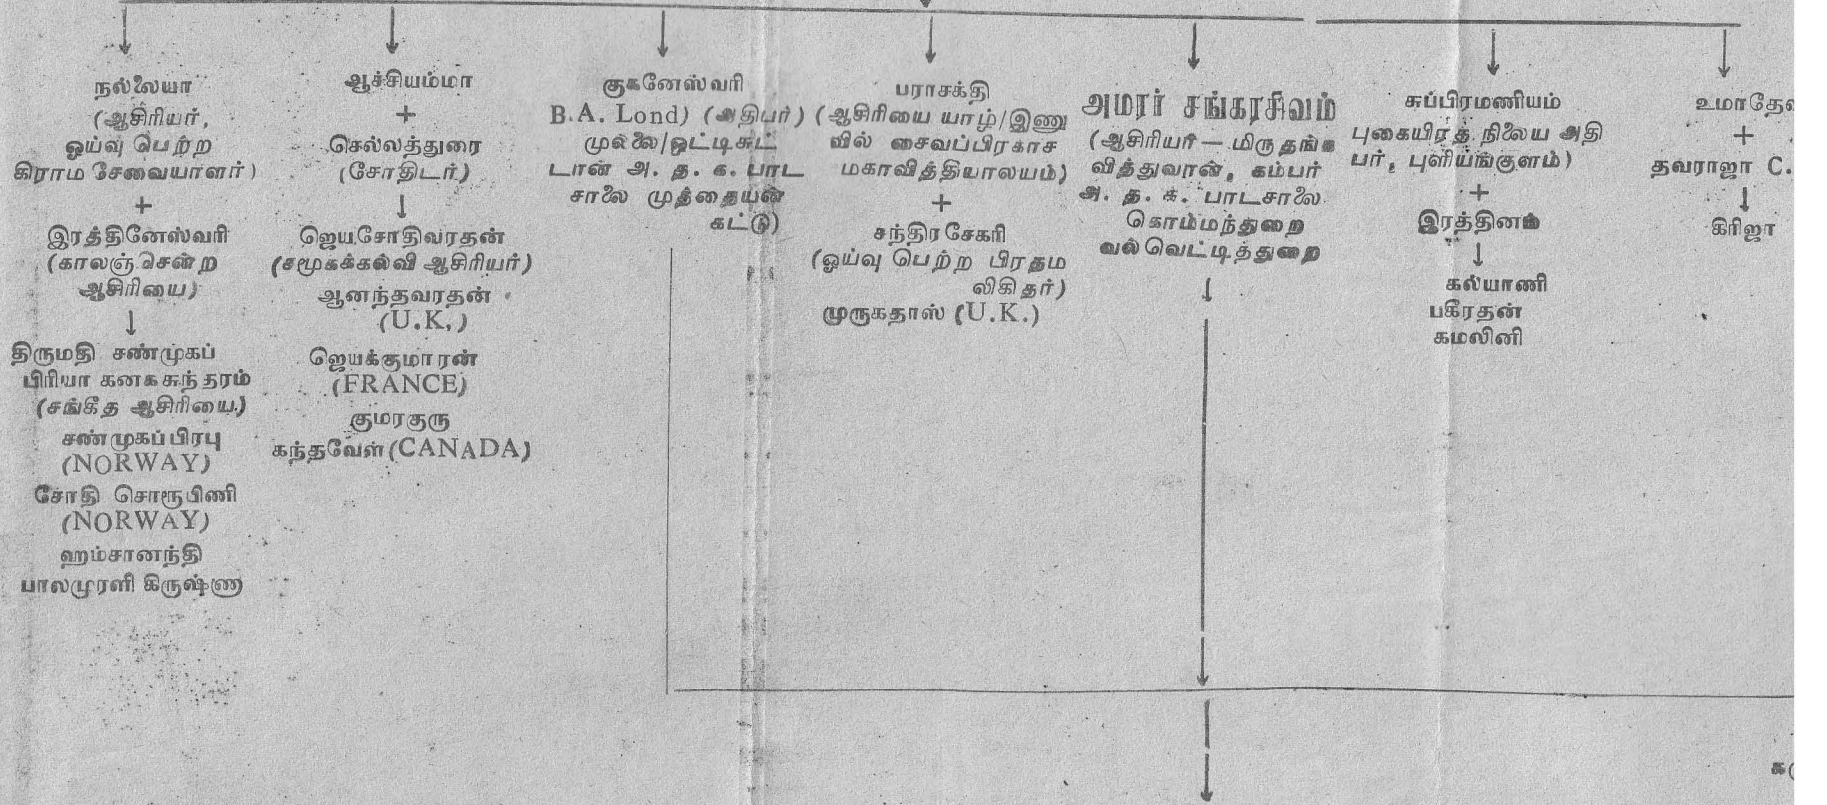 நல்லையா
(ஆசிரியர்,
ஓய்வு பெற்ற
கிராம சேவையாளர்)
+
இரத்தினேஸ்வரி
(காலஞ் சென்ற
ஆசிரியை)
திருமதி சண்முகப்
பிரியா கனகசுந்தரம்
(சங்கீத ஆசிரியை)
சண்முகப்பிரபு
(NORWAY)
சோதி சொரூபிணி
(NORWAY)
ஹம்சானந்தி
பாலமுரளி கிருஷ்ணா
ஆச்சியம்மா
+
செல்லத்துரை
(சோதிடர்)
ஜெயசோதிவரதன்
(சமூகக்கல்வி ஆசிரியர்)
ஆனந்தவரதன்
(U.K,)
ஜெயக்குமாரன்
(FRANCE)
குமரகுரு
கந்தவேள் (CANADA)
குகனேஸ்வரி
B.A. Lond) (அதிபர்)
முல்லை/ஒட்டிசுட்
டான் அ. த. க. பாட
சாலை முத்தையன்
கட்டு)
பராசக்தி
(ஆசிரியை யாழ்/இணு
வில் சைவப்பிரகாச
மகாவித்தியாலயம்)
+
சந்திரசேகரி
(ஓய்வு பெற்ற பிரதம
லிகிதர்)
முருகதாஸ் (U.K.)
அமரர் சங்கரசிவம்
(ஆசிரியர் — மிருதங்க
வித்துவான், கம்பர்
அ. த. க. பாடசாலை
கொம்மந்துறை
வல்வெட்டித்துறை
சுப்பிரமணியம்
புகையிரத நிலைய அதி
பர், புளியங்குளம்)
+
இரத்தினம்
கல்யாணி
பகீரதன்
கமலினி
உமாதே
+
தவராஜா C.
கிரிஜா